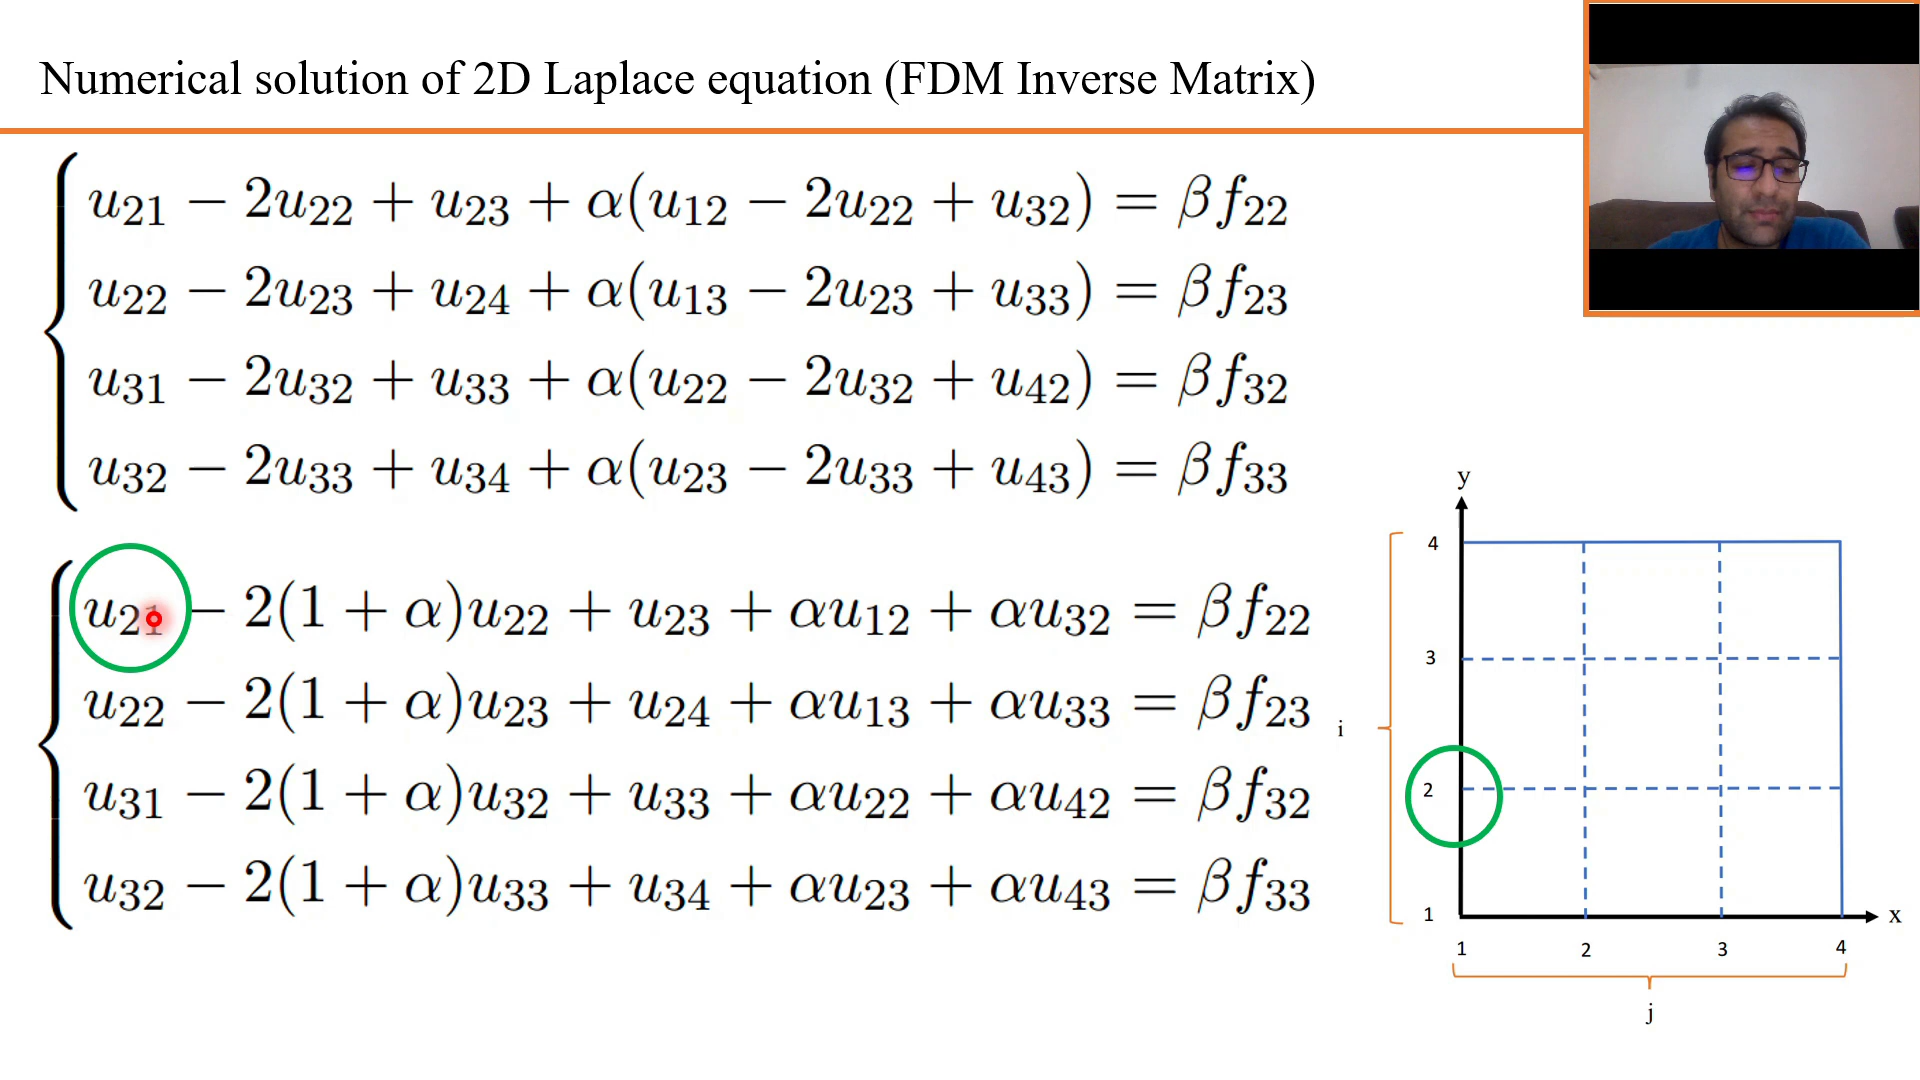 Numerical solution of 2D Laplace equation (FDM Inverse Matrix)
u₂₁ − 2u₂₂ + u₂₃ + α(u₁₂ − 2u₂₂ + u₃₂) = βf₂₂
u₂₂ − 2u₂₃ + u₂₄ + α(u₁₃ − 2u₂₃ + u₃₃) = βf₂₃
u₃₁ − 2u₃₂ + u₃₃ + α(u₂₂ − 2u₃₂ + u₄₂) = βf₃₂
u₃₂ − 2u₃₃ + u₃₄ + α(u₂₃ − 2u₃₃ + u₄₃) = βf₃₃
u₂₁ − 2(1 + α)u₂₂ + u₂₃ + αu₁₂ + αu₃₂ = βf₂₂
u₂₂ − 2(1 + α)u₂₃ + u₂₄ + αu₁₃ + αu₃₃ = βf₂₃
u₃₁ − 2(1 + α)u₃₂ + u₃₃ + αu₂₂ + αu₄₂ = βf₃₂
u₃₂ − 2(1 + α)u₃₃ + u₃₄ + αu₂₃ + αu₄₃ = βf₃₃
y
4
3
i
2
1
x
1 2 3 4
j